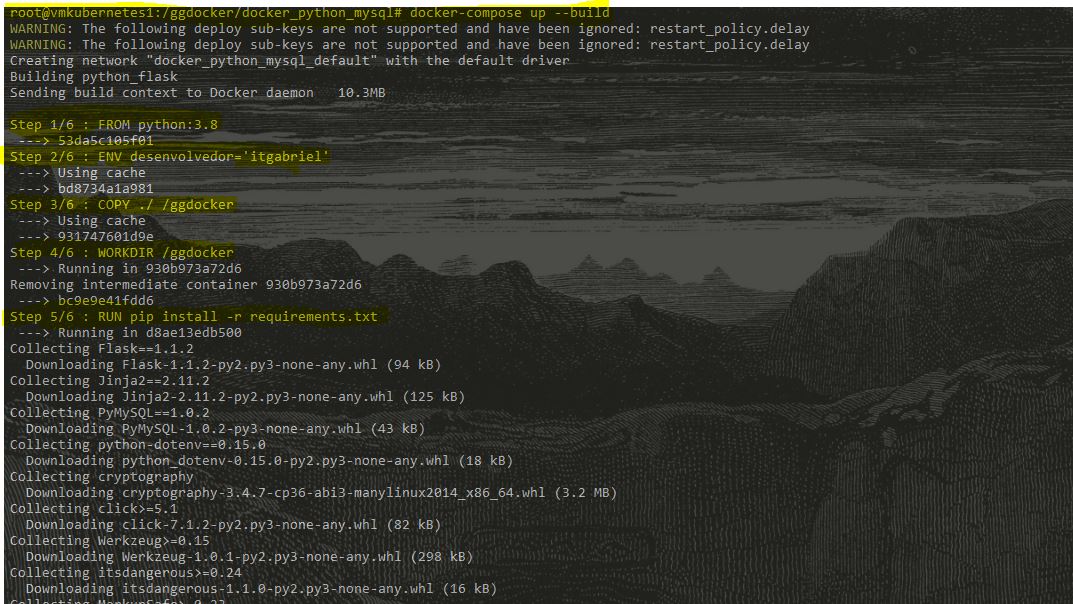 root@vmkubernetes1:/ggdocker/docker_python_mysql# docker-compose up --build
WARNING: The following deploy sub-keys are not supported and have been ignored: restart_policy.delay
WARNING: The following deploy sub-keys are not supported and have been ignored: restart_policy.delay
Creating network "docker_python_mysql_default" with the default driver
Building python_flask
Sending build context to Docker daemon   10.3MB
Step 1/6 : FROM python:3.8
---> 53da5c105f01
Step 2/6 : ENV desenvolvedor='itgabriel'
---> Using cache
---> bd8734a1a981
Step 3/6 : COPY ./ /ggdocker
---> Using cache
---> 931747601d9e
Step 4/6 : WORKDIR /ggdocker
---> Running in 930b973a72d6
Removing intermediate container 930b973a72d6
---> bc9e9e41fdd6
Step 5/6 : RUN pip install -r requirements.txt
---> Running in d8ae13edb500
Collecting Flask==1.1.2
Downloading Flask-1.1.2-py2.py3-none-any.whl (94 kB)
Collecting Jinja2==2.11.2
Downloading Jinja2-2.11.2-py2.py3-none-any.whl (125 kB)
Collecting PyMySQL==1.0.2
Downloading PyMySQL-1.0.2-py3-none-any.whl (43 kB)
Collecting python-dotenv==0.15.0
Downloading python_dotenv-0.15.0-py2.py3-none-any.whl (18 kB)
Collecting cryptography
Downloading cryptography-3.4.7-cp36-abi3-manylinux2014_x86_64.whl (3.2 MB)
Collecting click>=5.1
Downloading click-7.1.2-py2.py3-none-any.whl (82 kB)
Collecting Werkzeug>=0.15
Downloading Werkzeug-1.0.1-py2.py3-none-any.whl (298 kB)
Collecting itsdangerous>=0.24
Downloading itsdangerous-1.1.0-py2.py3-none-any.whl (16 kB)
Collecting MarkupSafe>=0.23